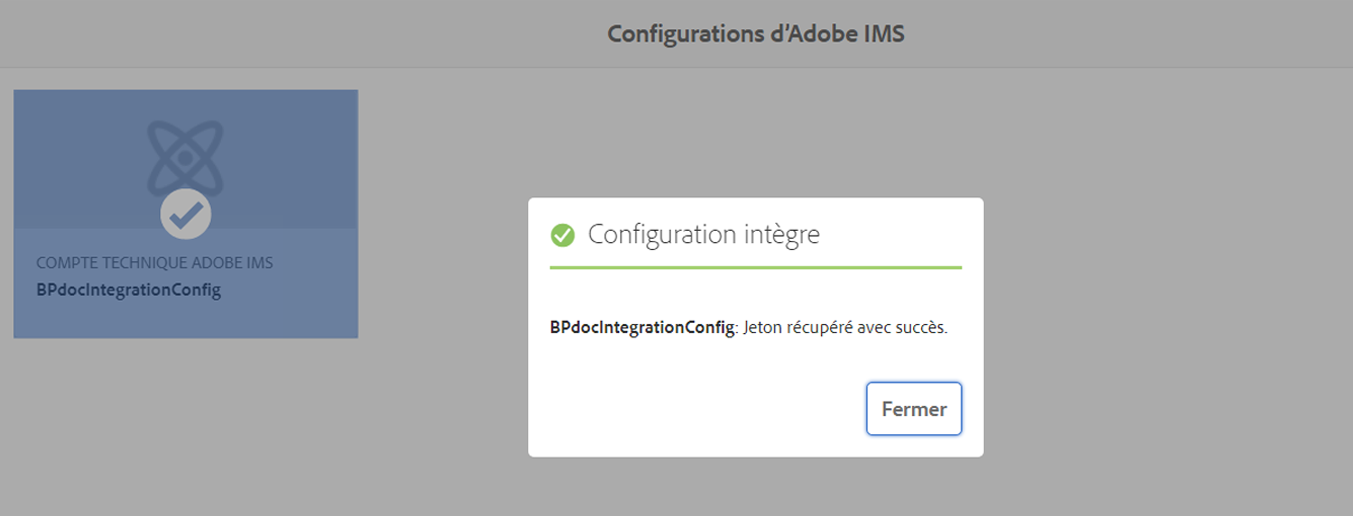 Configurations d’Adobe IMS
COMPTE TECHNIQUE ADOBE IMS
BPdocIntegrationConfig
Configuration intègre
BPdocIntegrationConfig: Jeton récupéré avec succès.
Fermer